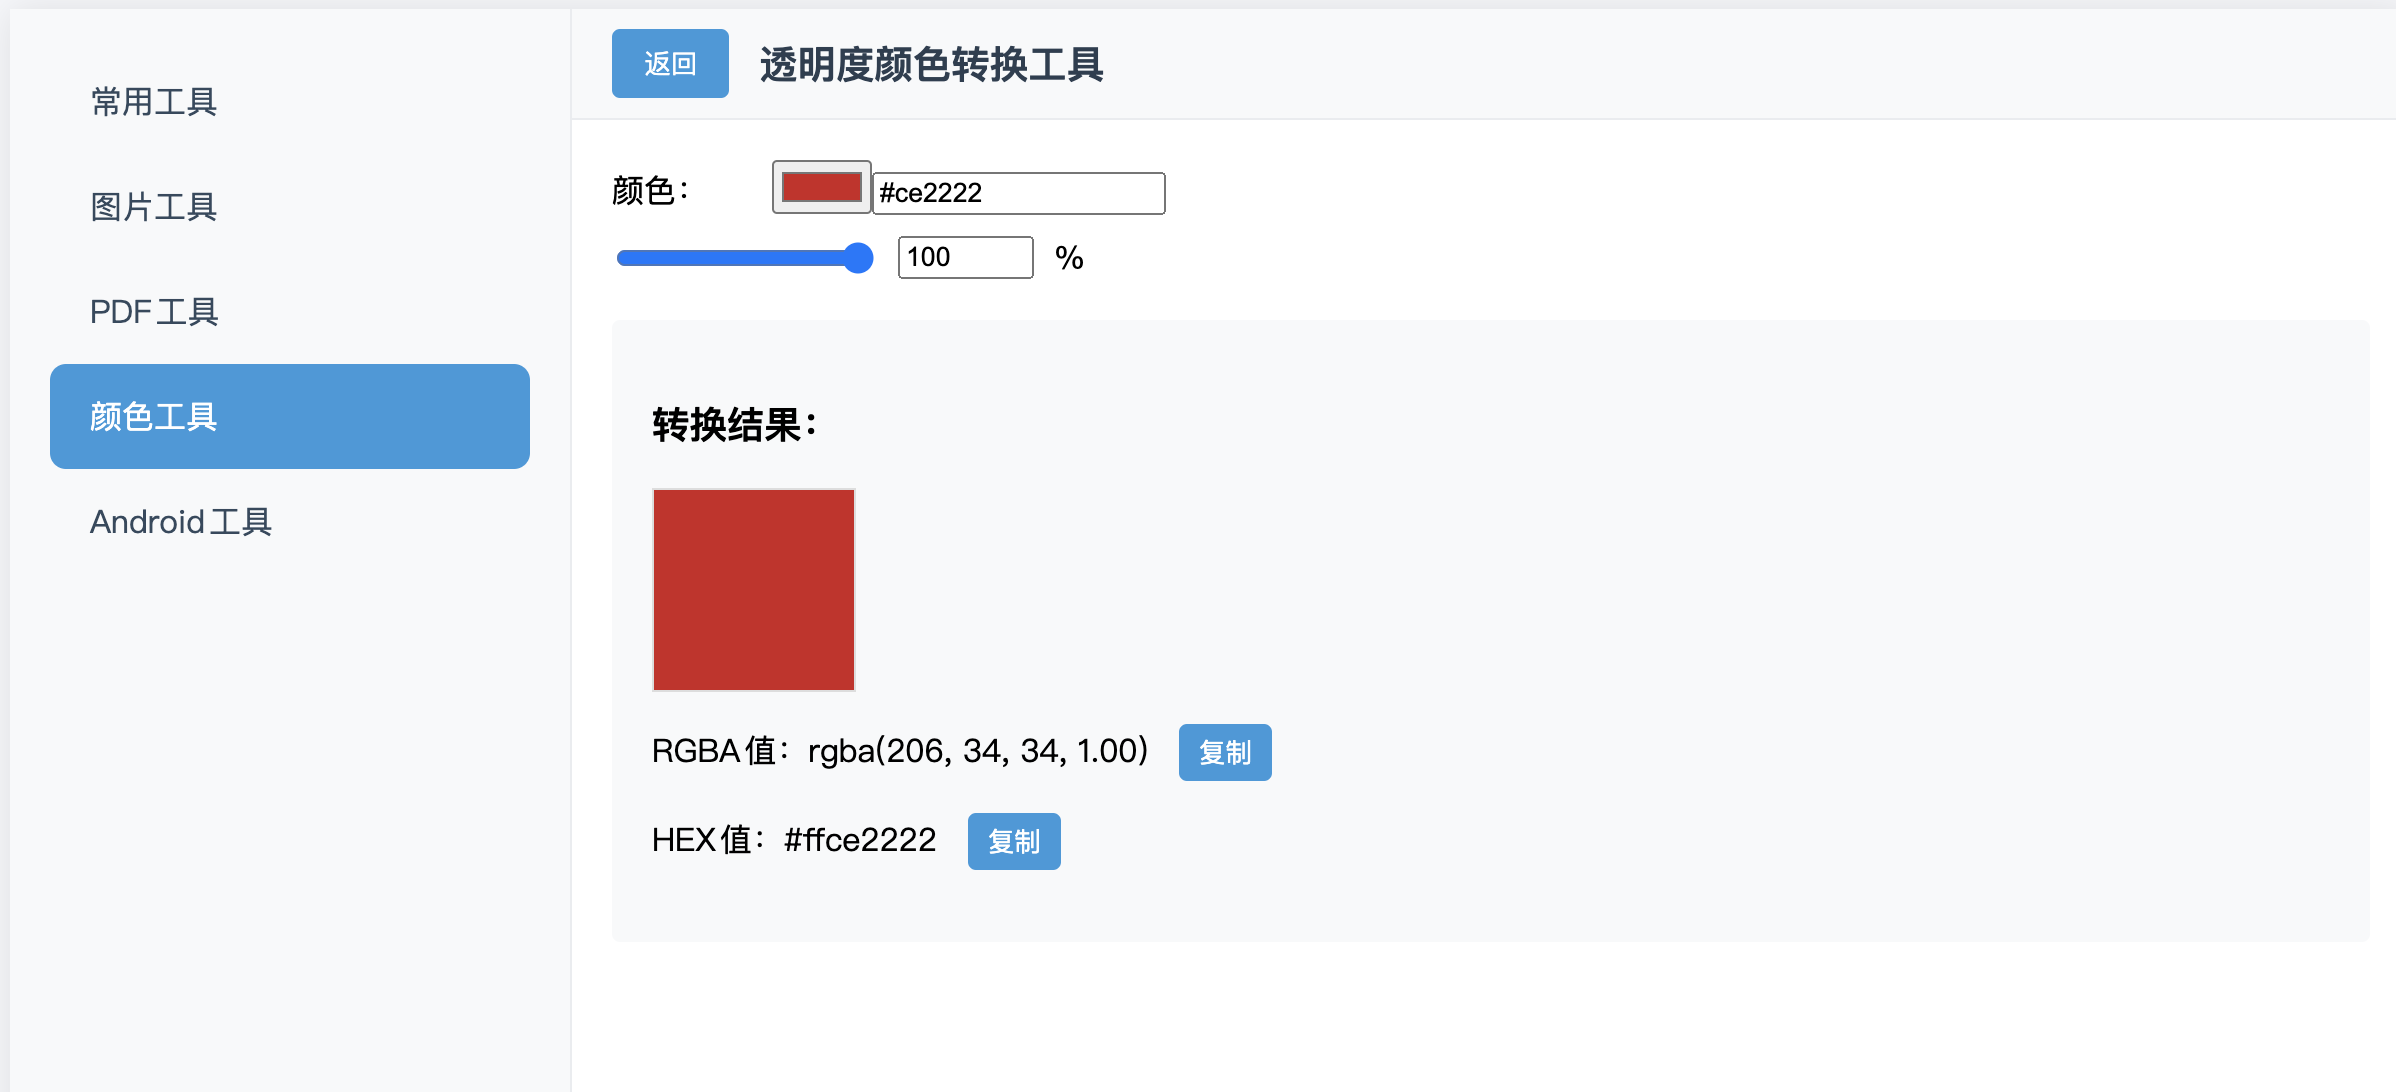 常用工具
图片工具
PDF工具
颜色工具
Android工具
返回
透明度颜色转换工具
颜色：
#ce2222
100
%
转换结果：
RGBA值：rgba(206, 34, 34, 1.00)
复制
HEX值：#ffce2222
复制